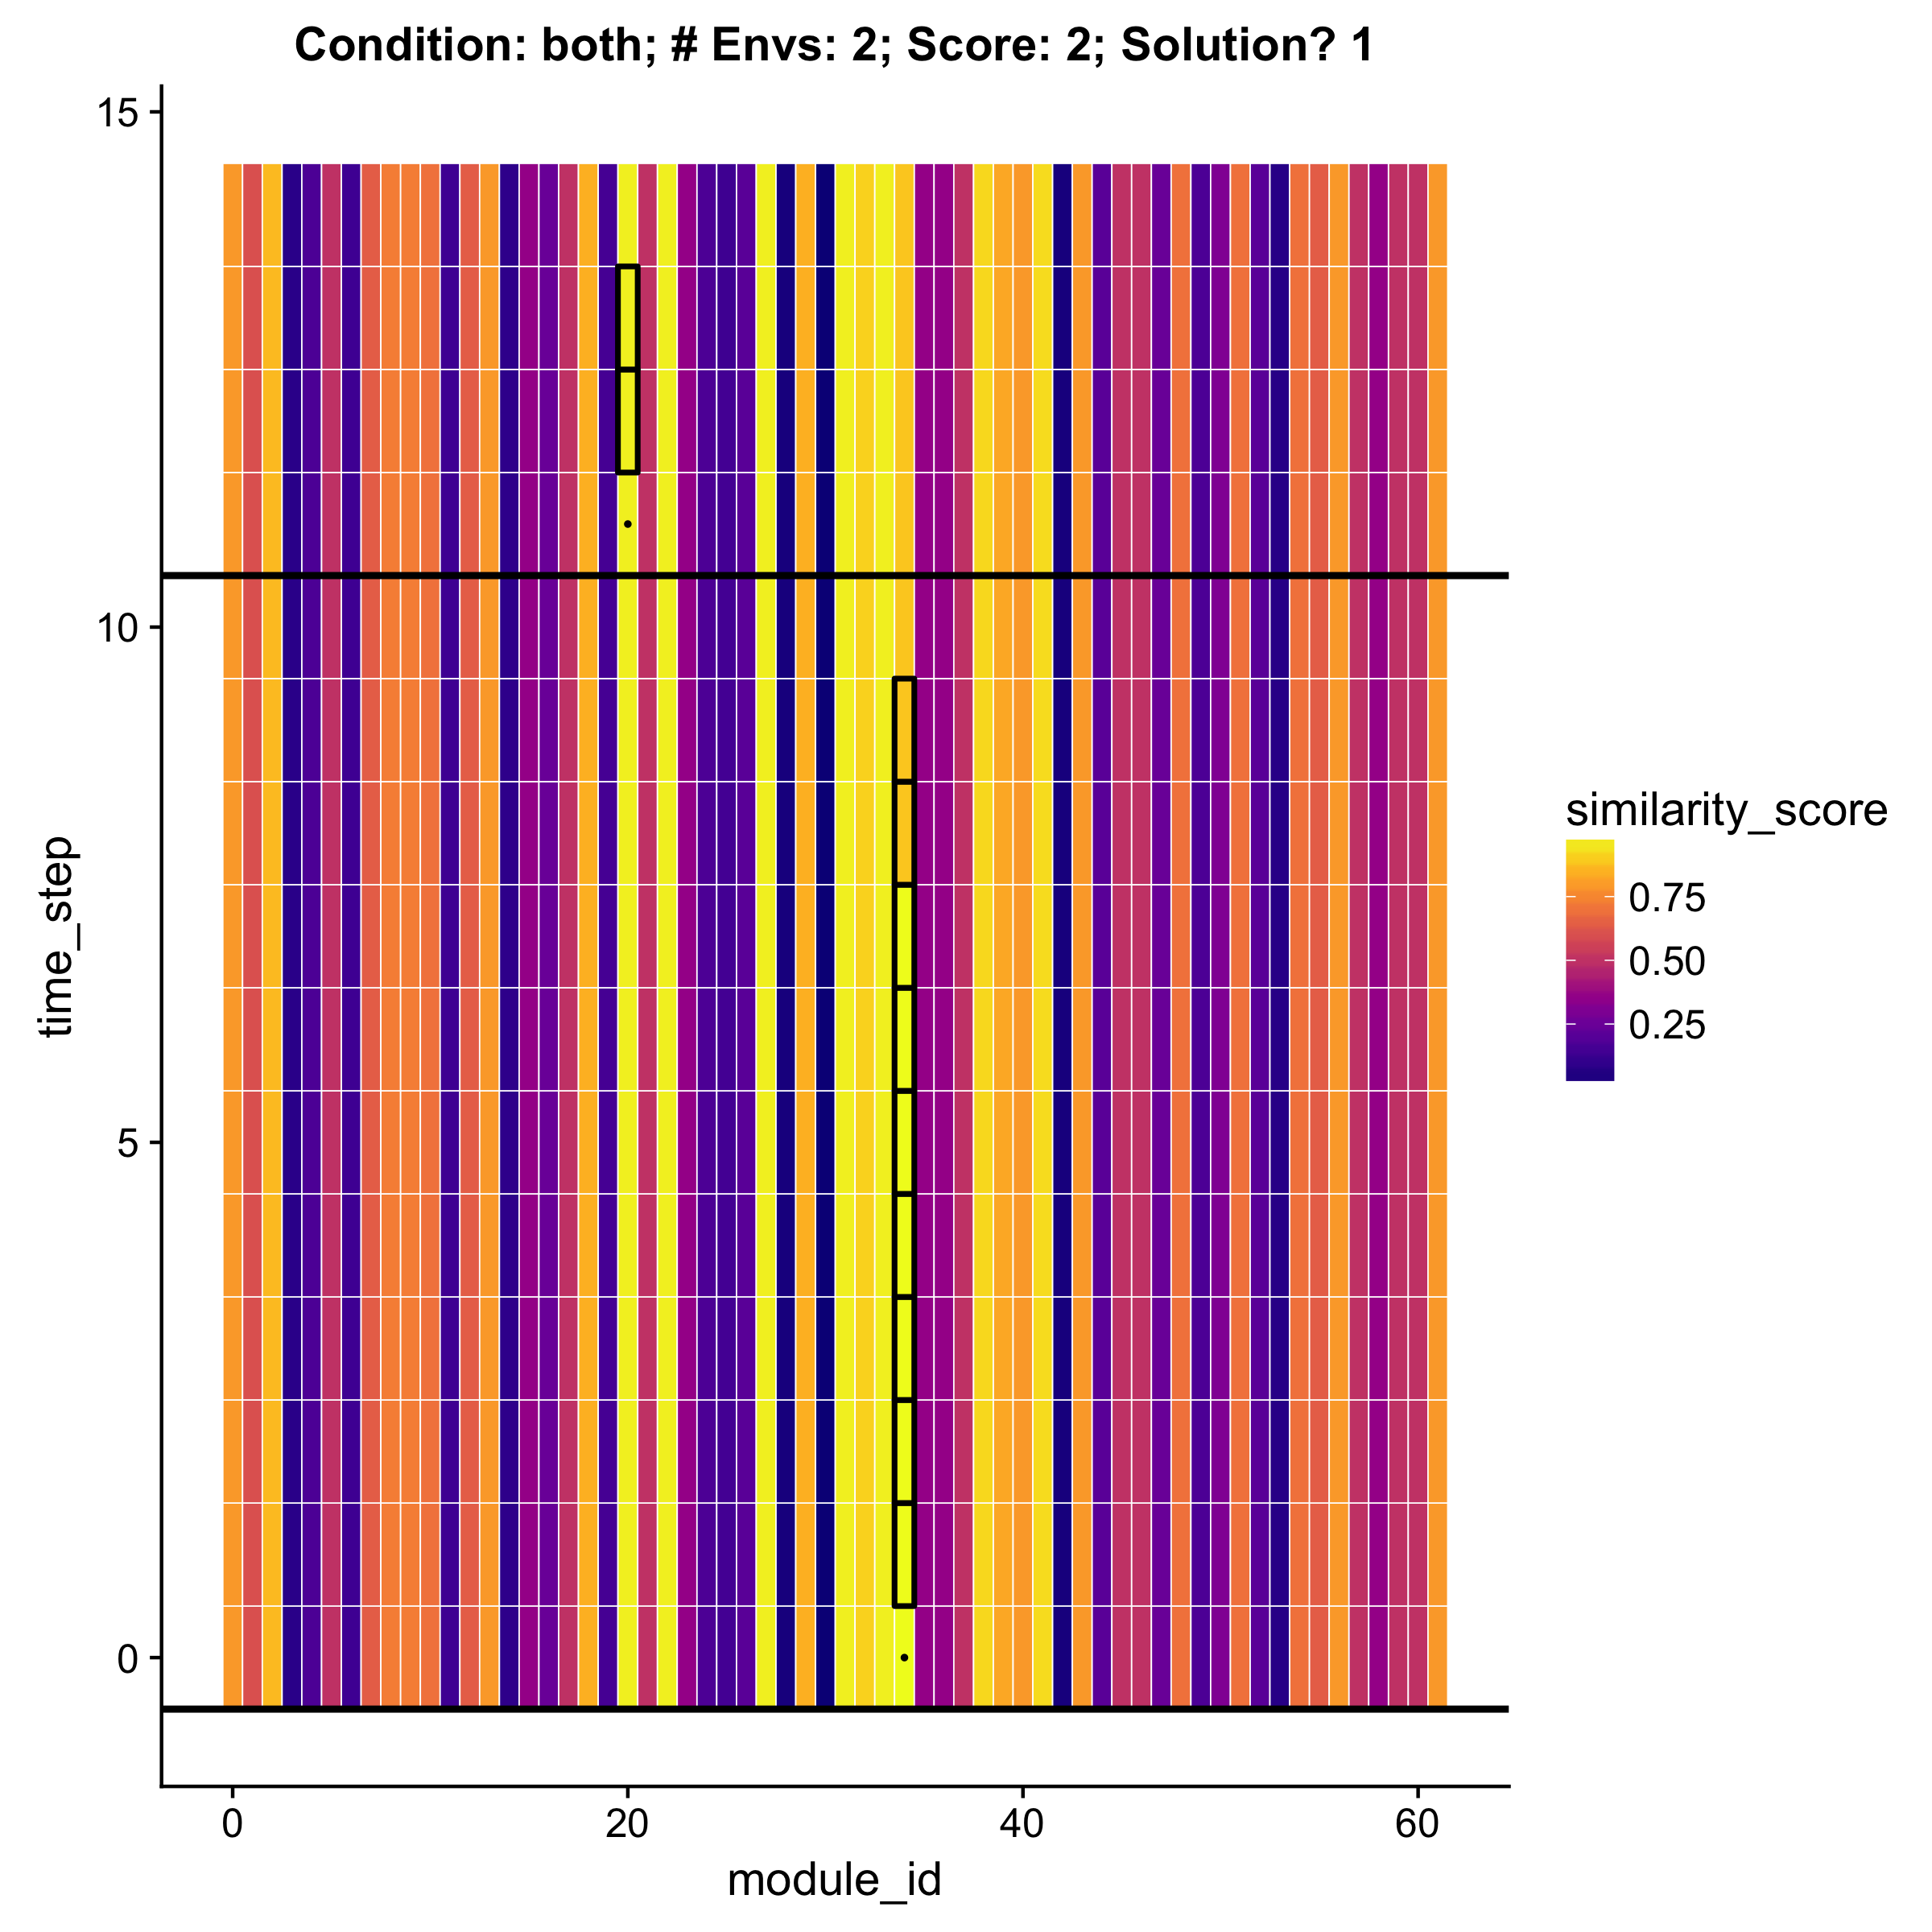 Condition: both; # Envs: 2; Score: 2; Solution? 1
15
10
5
0
time_step
0 20 40 60
module_id
similarity_score
0.75
0.50
0.25